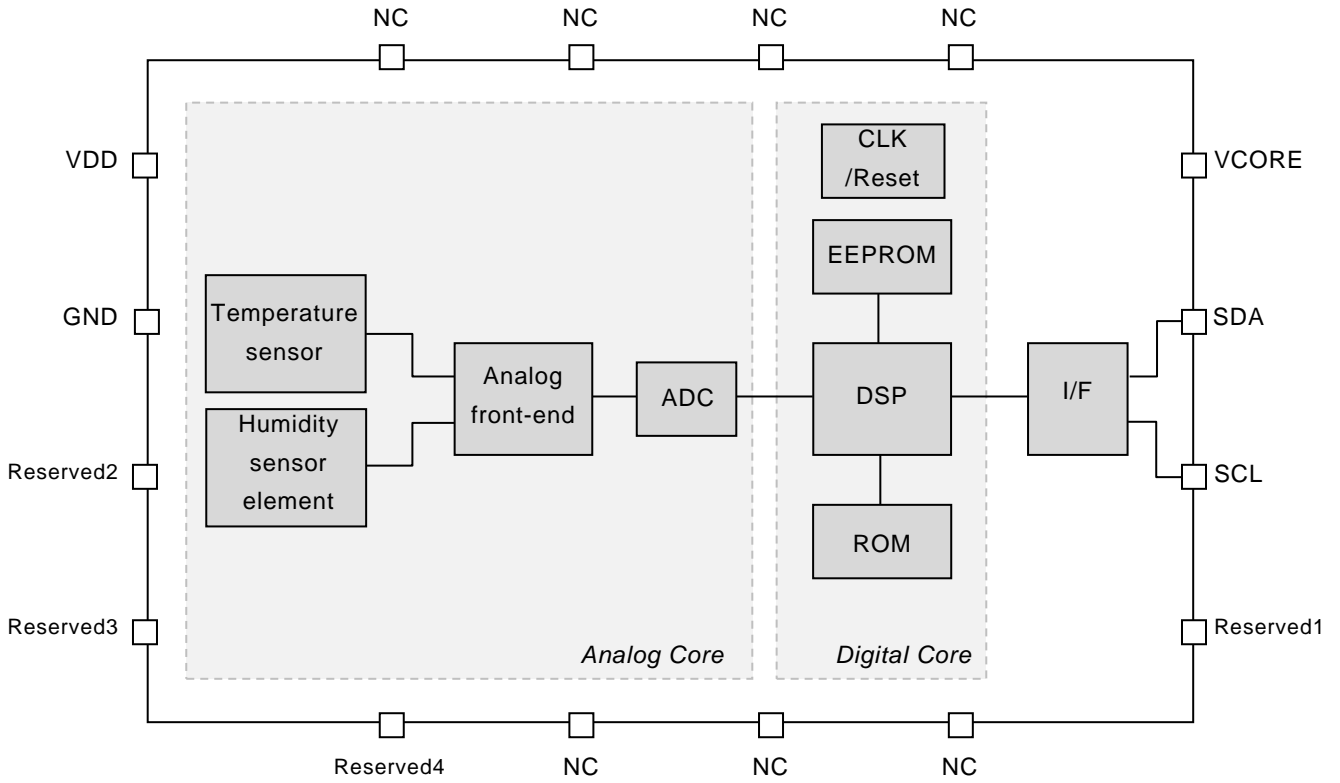 NC NC NC NC
CLK
/Reset
VDD
VCORE
EEPROM
Temperature
sensor
GND
SDA
Analog
front-end
ADC
DSP
I/F
Humidity
sensor
element
Reserved2
SCL
ROM
Reserved3
Reserved1
Analog Core
Digital Core
Reserved4 NC NC NC